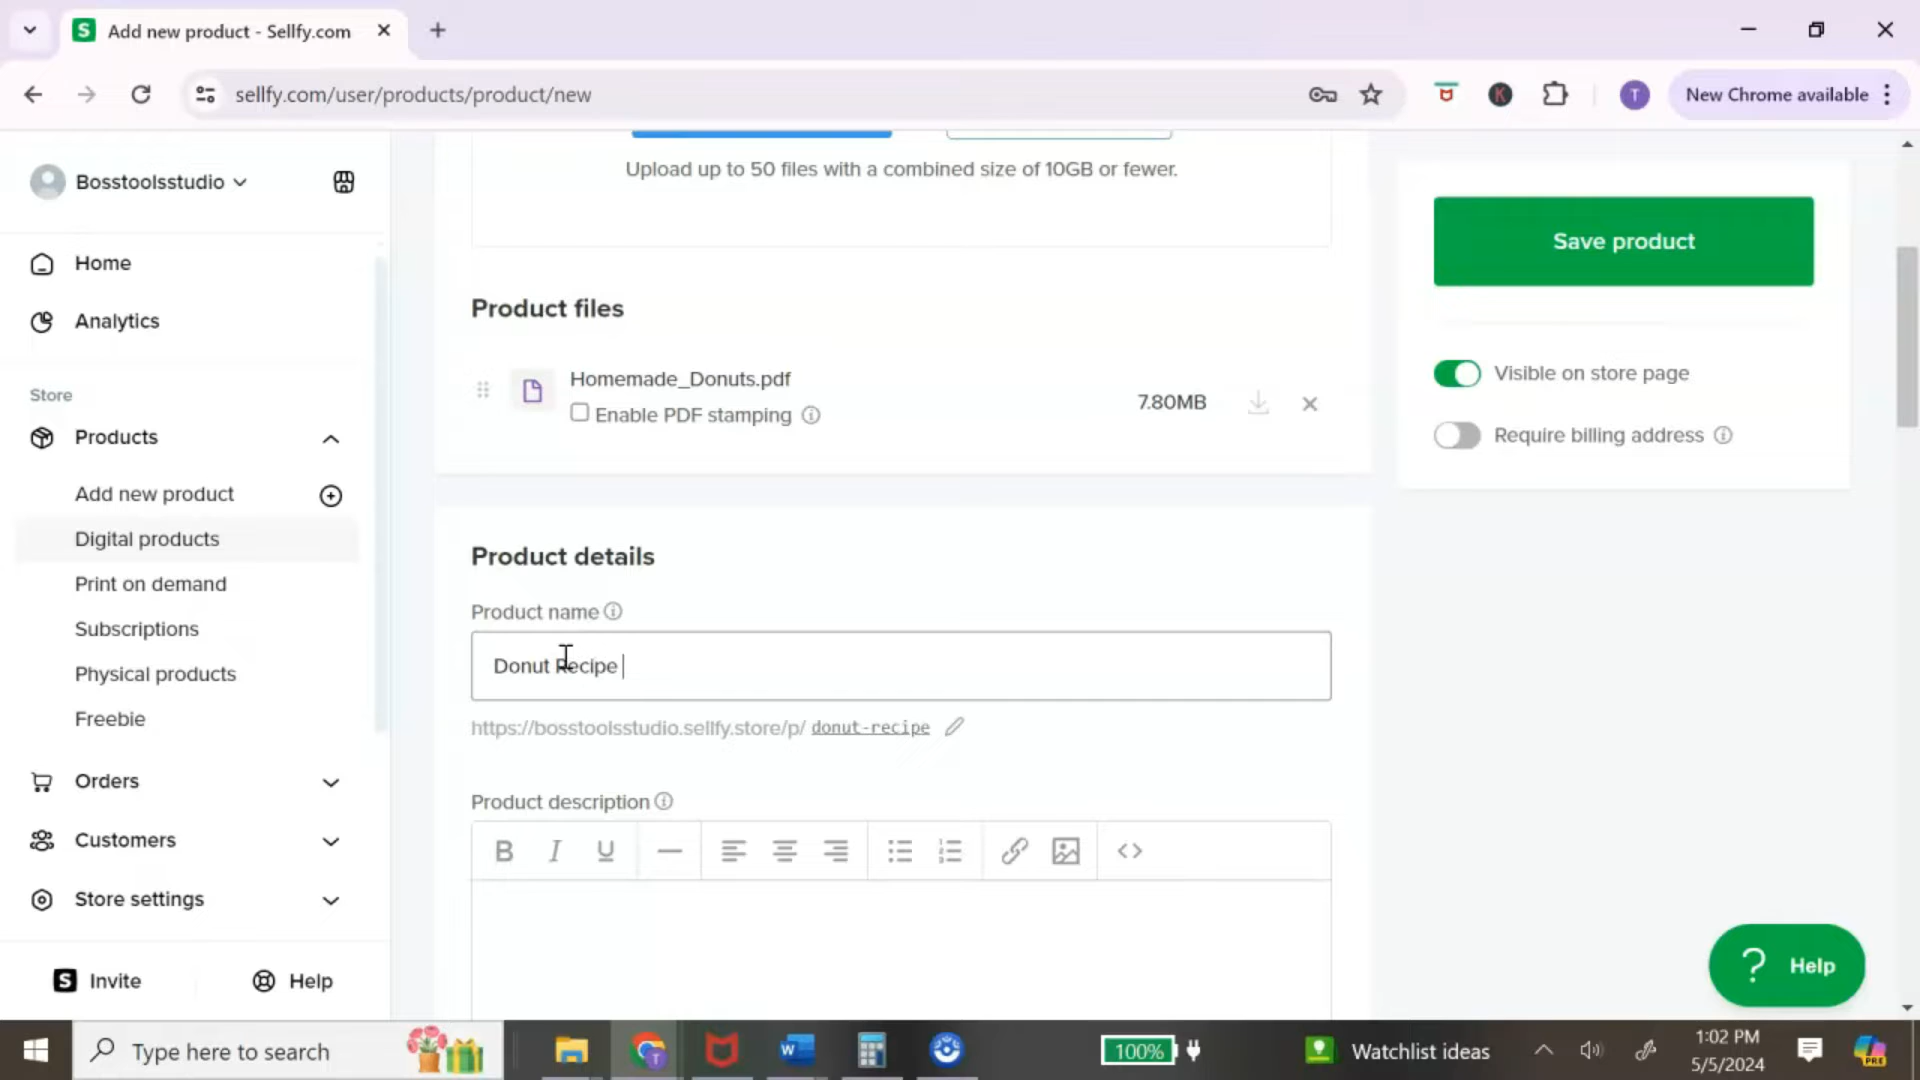 Add new product - Sellfy.com
sellfy.com/user/products/product/new
New Chrome available
T
Bosstoolsstudio
Home
Analytics
Store
Products
Add new product
Digital products
Print on demand
Subscriptions
Physical products
Freebie
Orders
Customers
Store settings
Invite
Help
Upload up to 50 files with a combined size of 10GB or fewer.
Product files
Homemade_Donuts.pdf
Enable PDF stamping
7.80MB
Product details
Product name
Donut Recipe
https://bosstoolsstudio.sellfy.store/p/ donut-recipe
Product description
B I U
Save product
Visible on store page
Require billing address
? Help
Type here to search
100%
Watchlist ideas
1:02 PM
5/5/2024